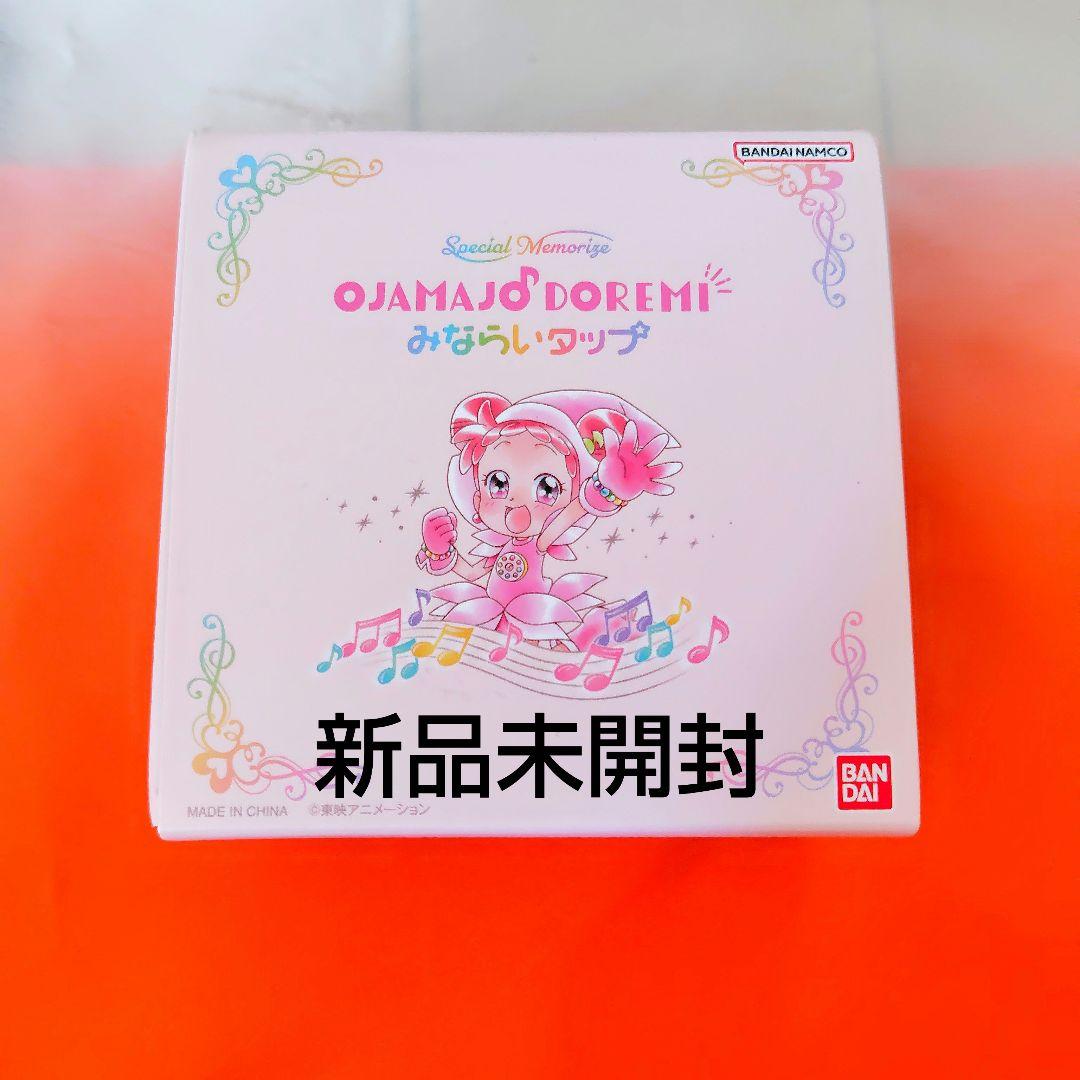 BANDAI NAMCO
Special Memorize
OJAMAJO DOREMI
みならいタップ
新品未開封
BAN
DAI
MADE IN CHINA ©東映アニメーション